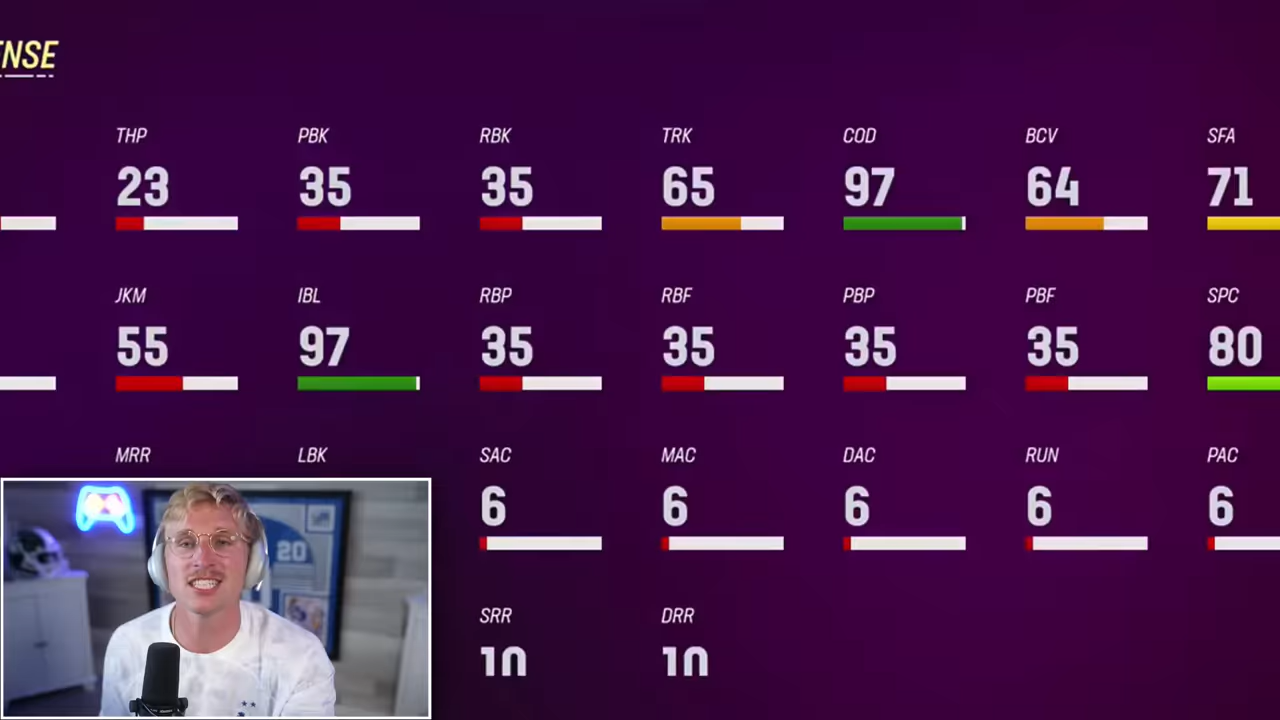 ENSE
THP PBK RBK TRK COD BCV SFA
23 35 35 65 97 64 71
JKM IBL RBP RBF PBP PBF SPC
55 97 35 35 35 35 80
MRR LBK SAC MAC DAC RUN PAC
6 6 6 6 6
20
SRR DRR
10 10